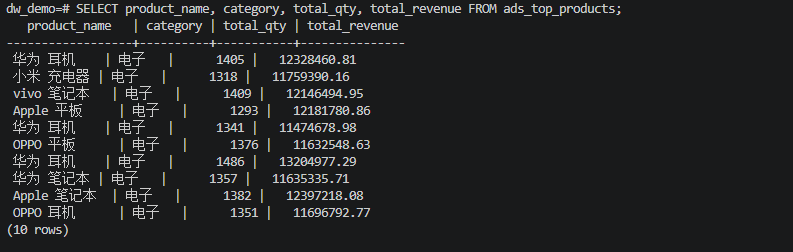 dw_demo=# SELECT product_name, category, total_qty, total_revenue FROM ads_top_products;
  product_name   | category | total_qty | total_revenue
-----------------+----------+-----------+---------------
 华为 耳机    | 电子   |      1405 |   12328460.81
 小米 充电器 | 电子   |      1318 |   11759390.16
 vivo 笔记本   | 电子   |      1409 |   12146494.95
 Apple 平板     | 电子   |      1293 |   12181780.86
 华为 耳机    | 电子   |      1341 |   11474678.98
 OPPO 平板      | 电子   |      1376 |   11632548.63
 华为 耳机    | 电子   |      1486 |   13204977.29
 华为 笔记本 | 电子   |      1357 |   11635335.71
 Apple 笔记本  | 电子   |      1382 |   12397218.08
 OPPO 耳机      | 电子   |      1351 |   11696792.77
(10 rows)